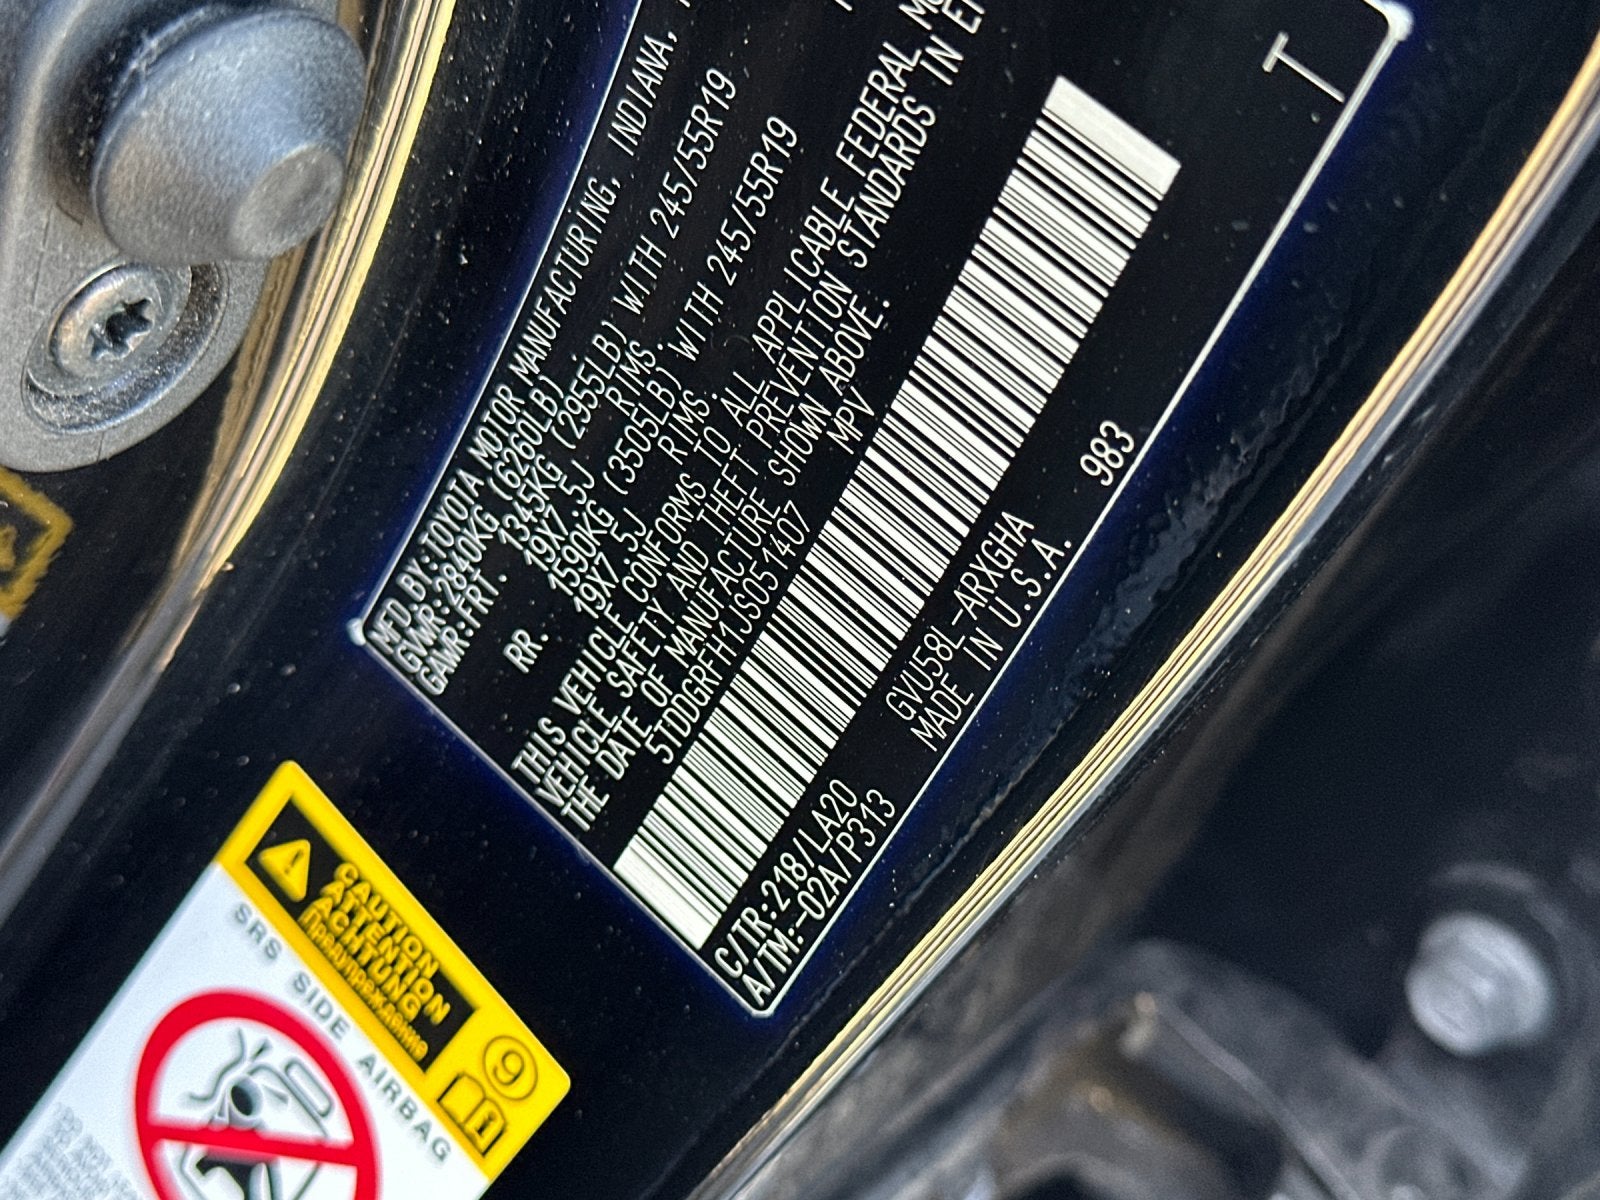 MFD.BY:TOYOTA MOTOR MANUFACTURING, INDIANA,
GVWR:2840KG (6260LB)
GAWR:FRT. 1345KG (2955LB) WITH 245/55R19
19X7.5J RIMS.
RR. 1590KG (3505LB) WITH 245/55R19
19X7.5J RIMS.
THIS VEHICLE CONFORMS TO ALL APPLICABLE FEDERAL
VEHICLE SAFETY AND THEFT PREVENTION STANDARDS IN
THE DATE OF MANUFACTURE SHOWN ABOVE.
5TDDGRFH1JS051407 MPV
C/TR:218/LA20 GVU58L-ARXGHA 983
A/TM:-02A/P313 MADE IN U.S.A.
T
CAUTION
ATTENTION
ACHTUNG
Предупреждение
9
i
SRS SIDE AIRBAG